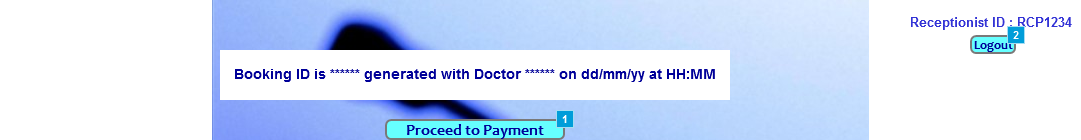 Receptionist ID : RCP1234
Logout 2
Booking ID is ****** generated with Doctor ****** on dd/mm/yy at HH:MM
Proceed to Payment 1